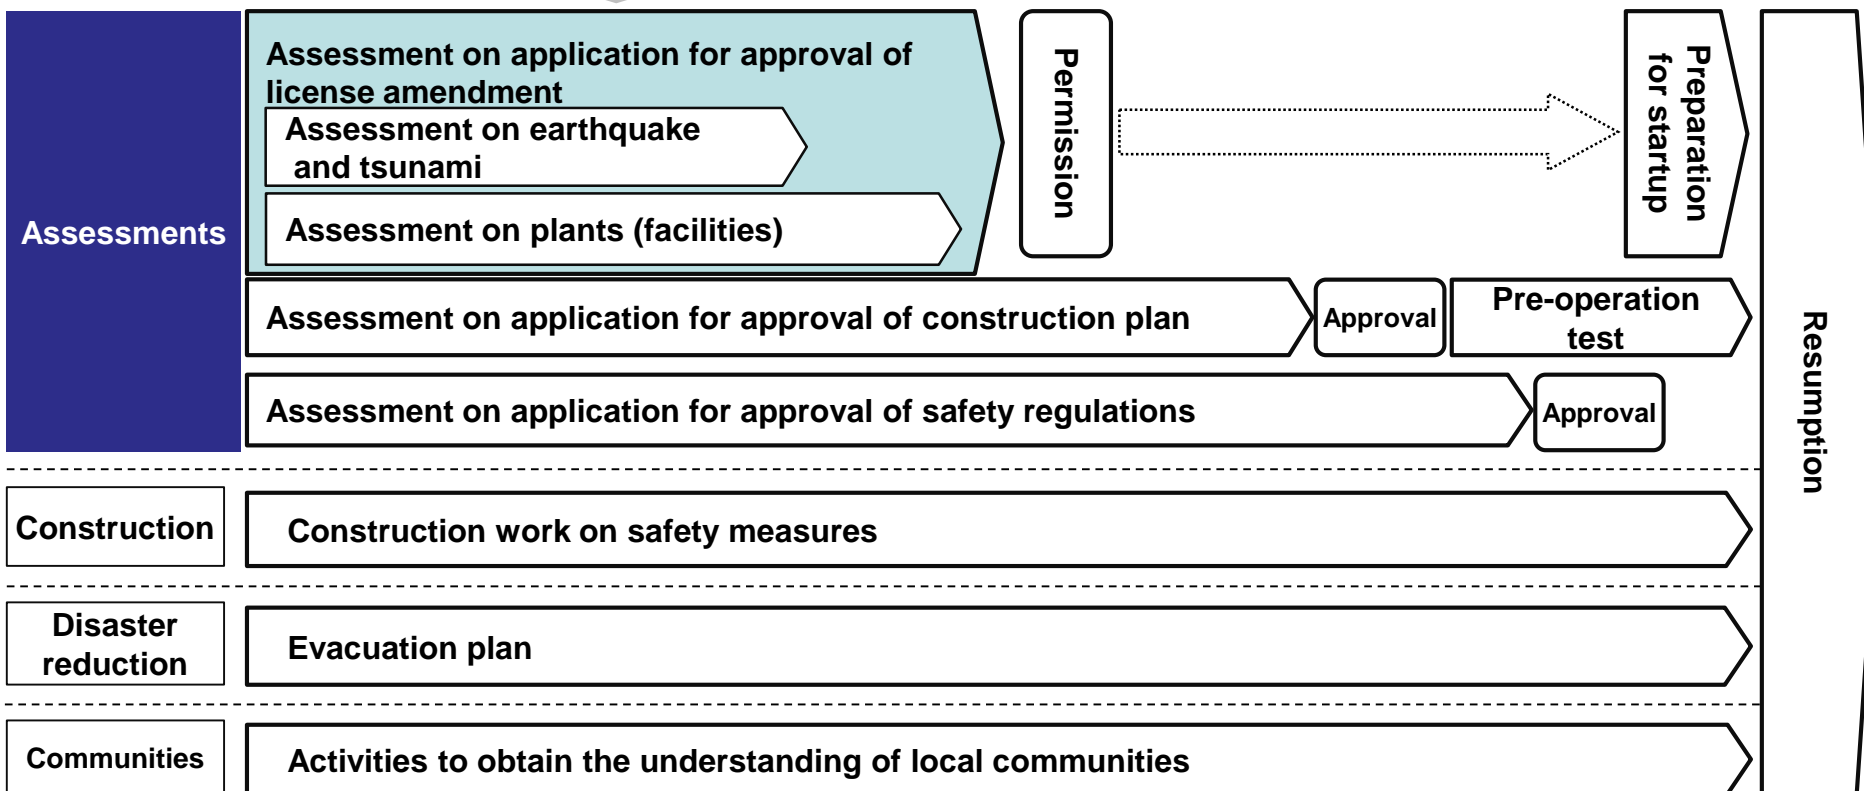 Assessments
Assessment on application for approval of
license amendment
Assessment on earthquake
and tsunami
Assessment on plants (facilities)
Permission
Preparation
for startup
Assessment on application for approval of construction plan
Approval
Pre-operation
test
Assessment on application for approval of safety regulations
Approval
Resumption
Construction
Construction work on safety measures
Disaster
reduction
Evacuation plan
Communities
Activities to obtain the understanding of local communities